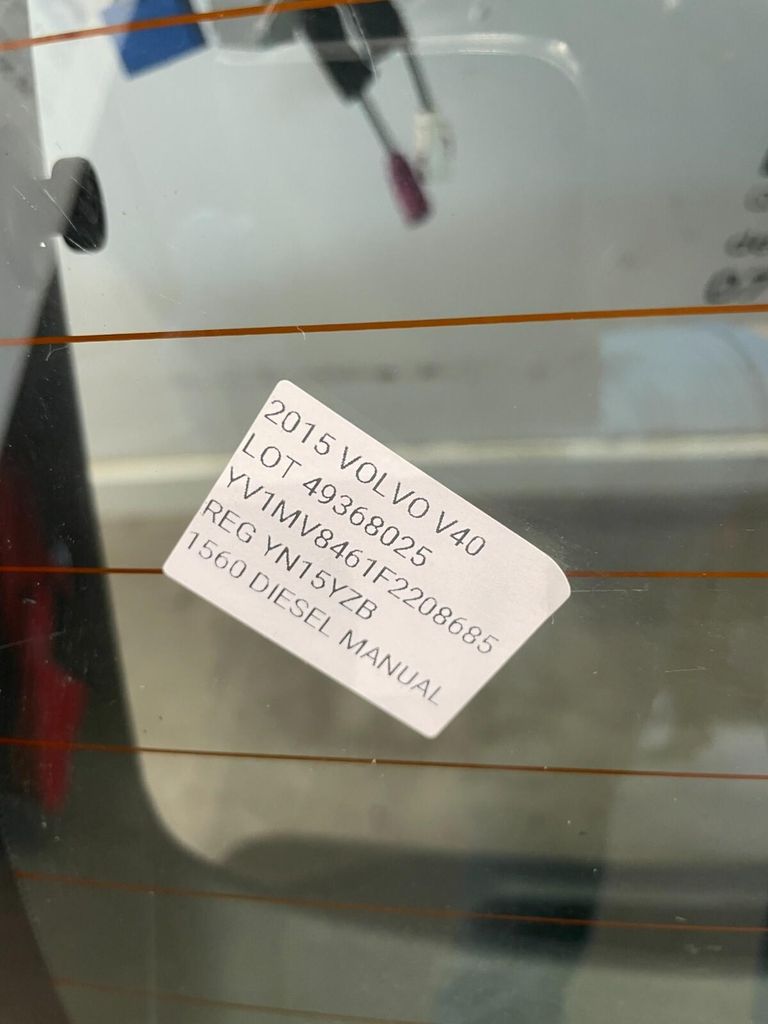 2015 VOLVO V40
LOT 49368025
YV1MV8461F2208685
REG YN15YZB
1560 DIESEL MANUAL